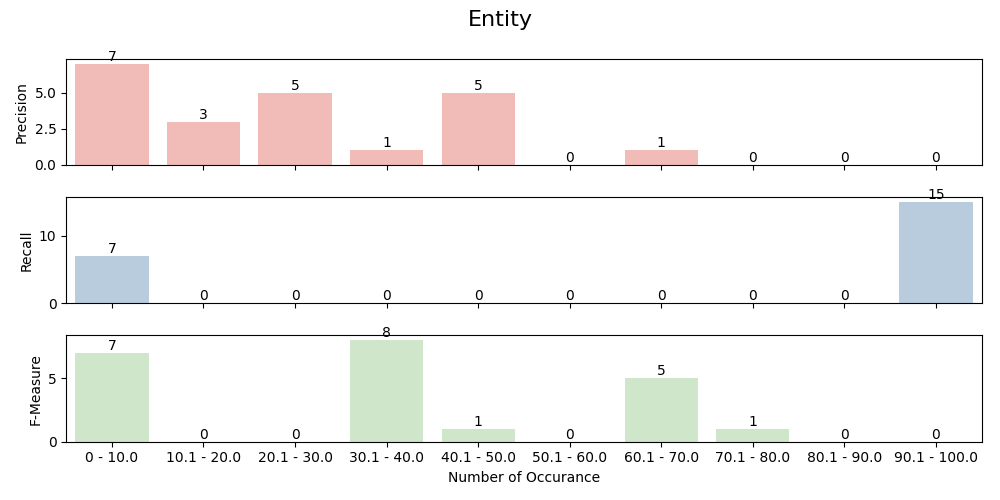 Entity
Precision
5.0
2.5
0.0
7 3 5 1 5 0 1 0 0 0
Recall
10
0
7 0 0 0 0 0 0 0 0 15
F-Measure
5
0
7 0 0 8 1 0 5 1 0 0
0 - 10.0 10.1 - 20.0 20.1 - 30.0 30.1 - 40.0 40.1 - 50.0 50.1 - 60.0 60.1 - 70.0 70.1 - 80.0 80.1 - 90.0 90.1 - 100.0
Number of Occurance